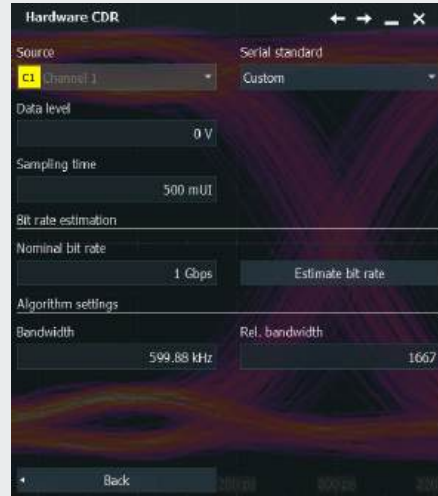 Hardware CDR
Source
Serial standard
C1 Channel 1
Custom
Data level
0 V
Sampling time
500 mUI
Bit rate estimation
Nominal bit rate
1 Gbps
Estimate bit rate
Algorithm settings
Bandwidth
Rel. bandwidth
599.88 kHz
1667
Back